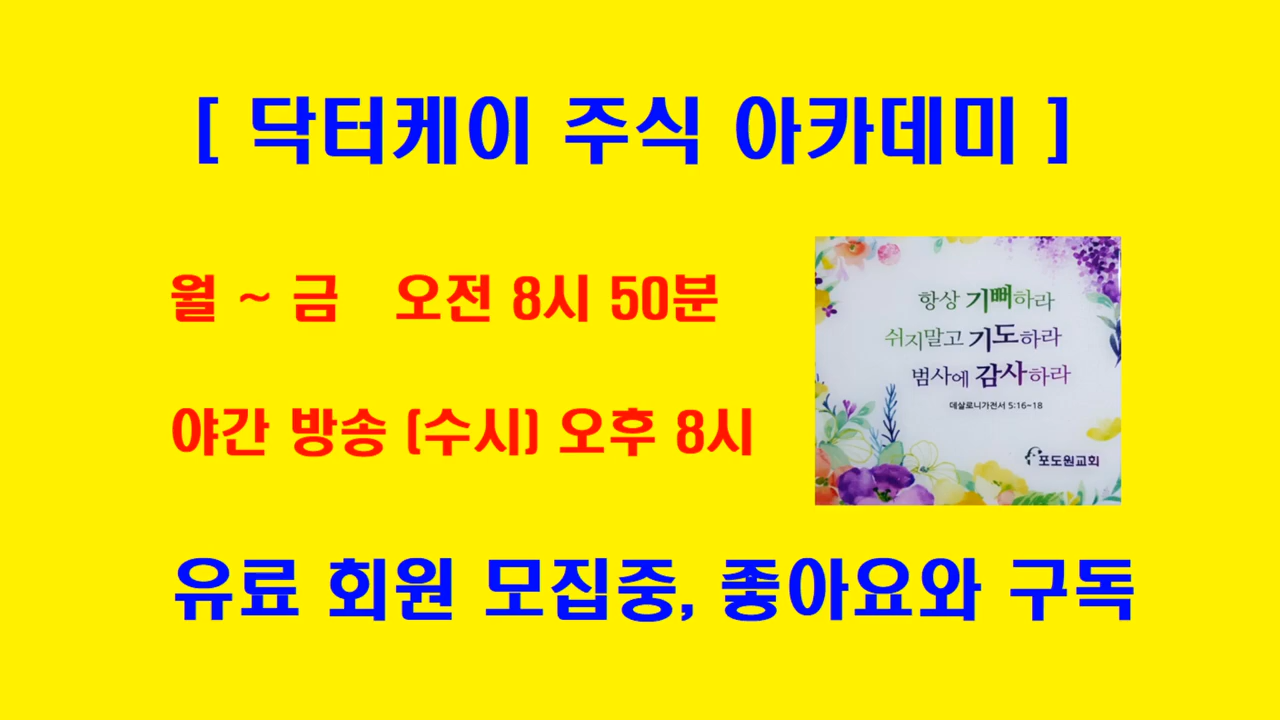 [ 닥터케이 주식 아카데미 ]
월 ~ 금 오전 8시 50분
야간 방송 (수시) 오후 8시
항상 기뻐하라
쉬지말고 기도하라
범사에 감사하라
데살로니가전서 5:16~18
포도원교회
유료 회원 모집중, 좋아요와 구독